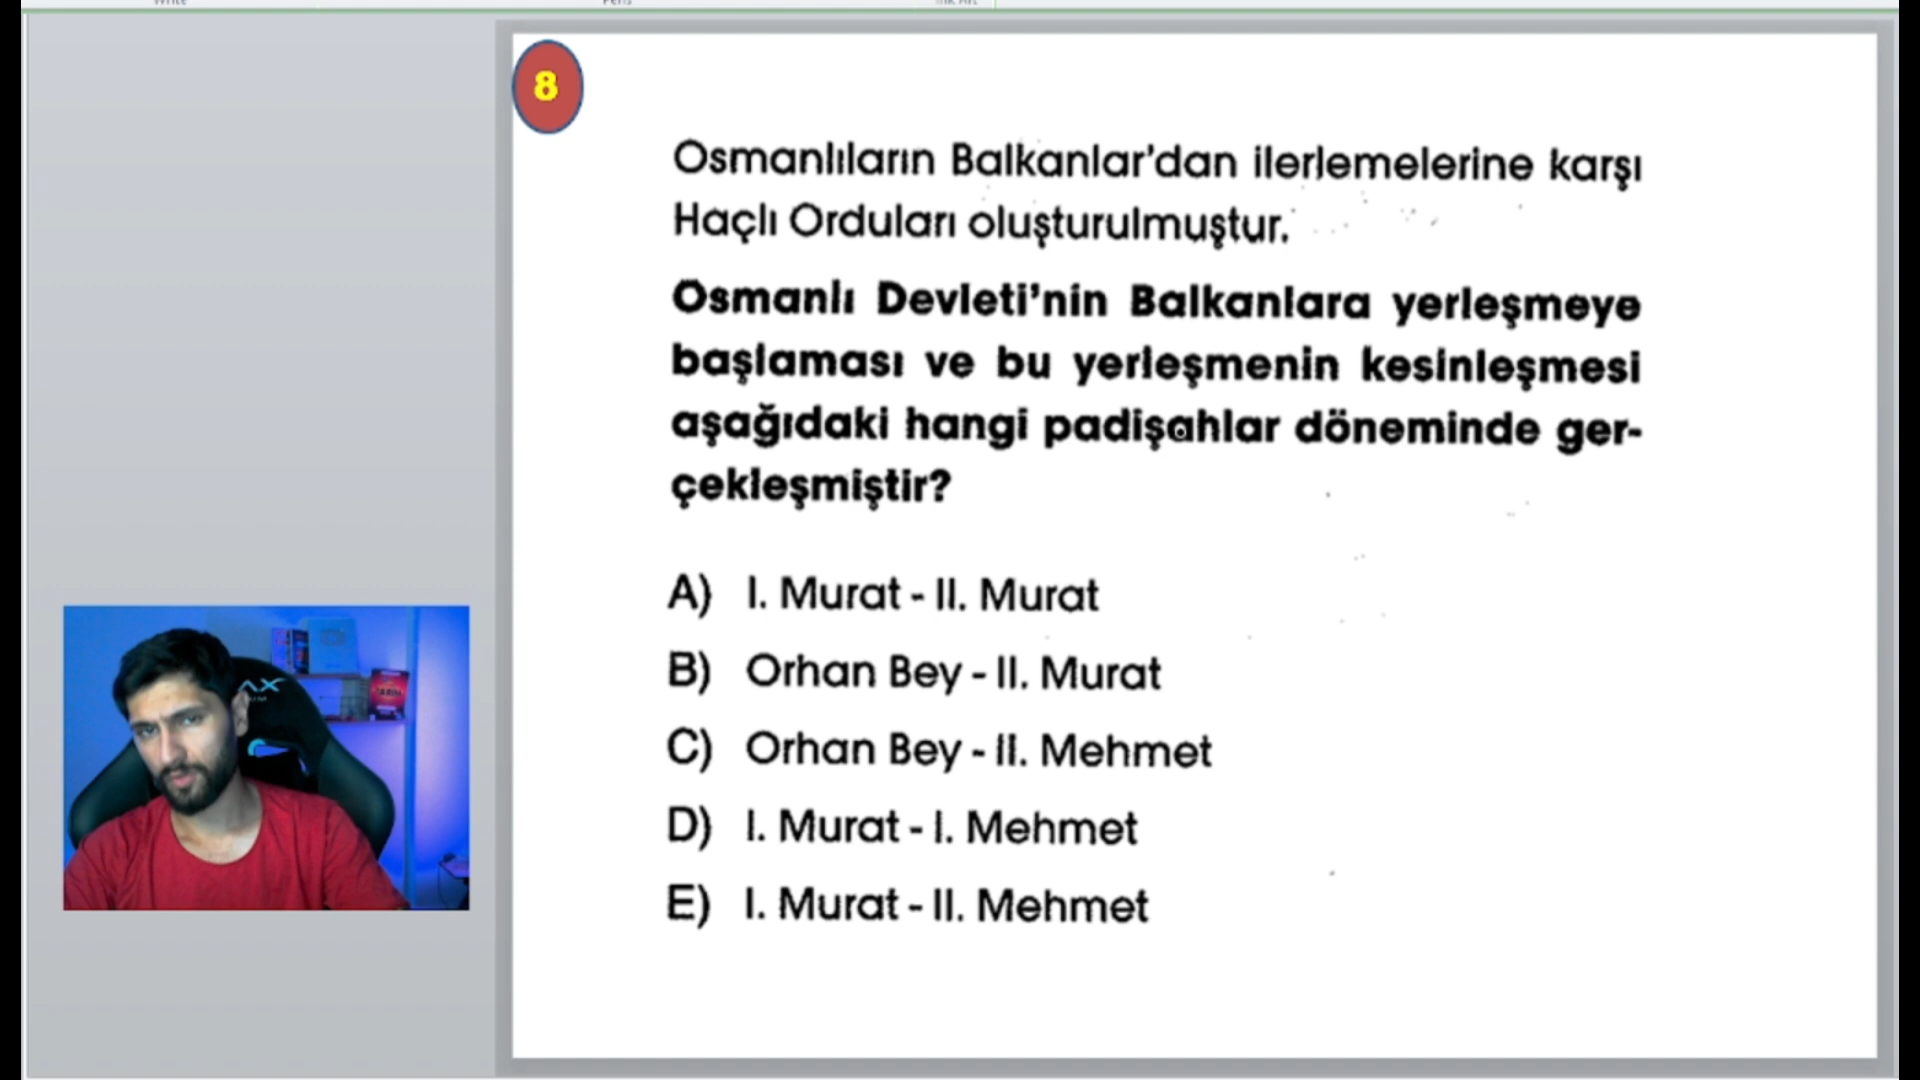 8
Osmanlıların Balkanlar'dan ilerlemelerine karşı
Haçlı Orduları oluşturulmuştur.
Osmanlı Devleti'nin Balkanlara yerleşmeye
başlaması ve bu yerleşmenin kesinleşmesi
aşağıdaki hangi padişahlar döneminde ger-
çekleşmiştir?
A) I. Murat - II. Murat
B) Orhan Bey - II. Murat
C) Orhan Bey - II. Mehmet
D) I. Murat - I. Mehmet
E) I. Murat - II. Mehmet
TARİH